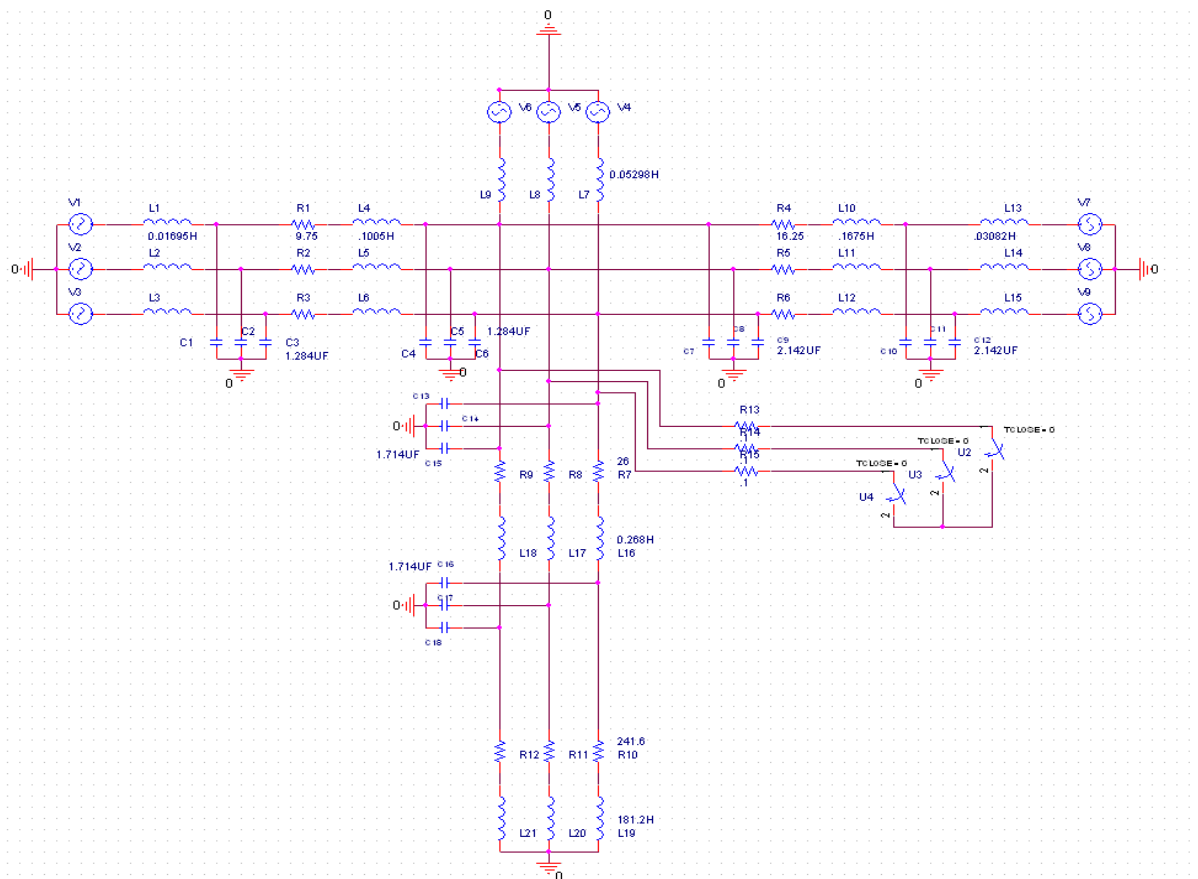 0
V6 V5 V4
0.05298H
L9 L8 L7
V1 L1 R1 L4 R4 L10 L13 V7
0.01695H 9.75 .1005H 16.25 .1675H .03082H
V2 V8
L2 R2 L5 R5 L11 L14
0 0
V3 V9
L3 R3 L6 R6 L12 L15
C2 C5 1.284UF C8 C11
C1 C3 C4 C6 C7 C9 C10 C12
1.284UF 2.142UF 2.142UF
0 0 0 0
C13
R13
0 C14 R14 TCLOSE = 0
1.714UF C15 R15 TCLOSE = 0
.1 U2
26 TCLOSE = 0
R9 R8 R7 .1 U3 2
U4 2
2
0.268H
L18 L17 L16
1.714UF C16
0 C17
C18
241.6
R12 R11 R10
181.2H
L21 L20 L19
0